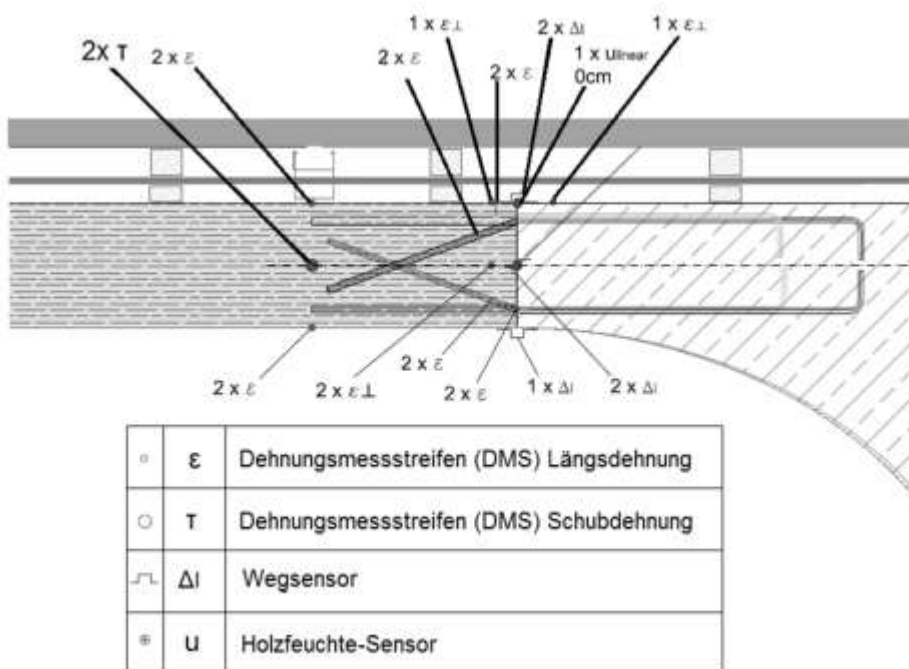 1 x ε⊥
2 x Δl
1 x ε⊥
2x τ
2 x ε
2 x ε
1 x ulinear
0cm
2 x ε
2 x ε
2 x ε⊥
2 x ε
2 x ε
1 x Δl
2 x Δl
ε Dehnungsmessstreifen (DMS) Längsdehnung
τ Dehnungsmessstreifen (DMS) Schubdehnung
Δl Wegsensor
u Holzfeuchte-Sensor